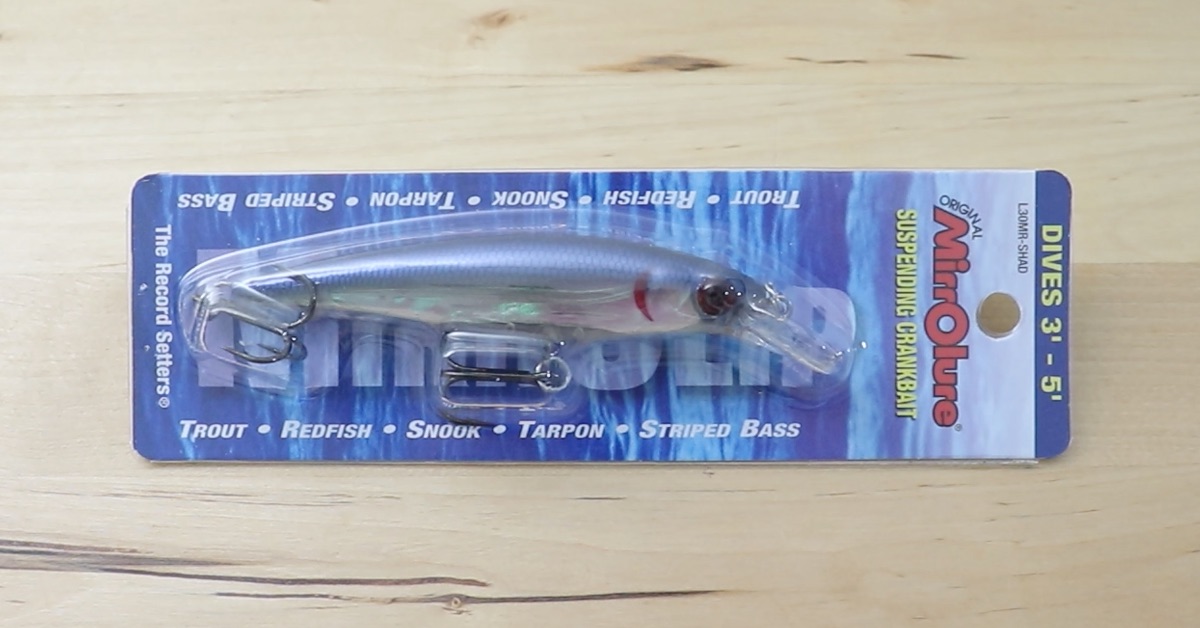 TROUT • REDFISH • SNOOK • TARPON • STRIPED BASS
The Record Setters®
DIVES 3' - 5'
L30MR-SHAD
ORIGINAL
MirrOlure®
SUSPENDING CRANKBAIT
TROUT • REDFISH • SNOOK • TARPON • STRIPED BASS